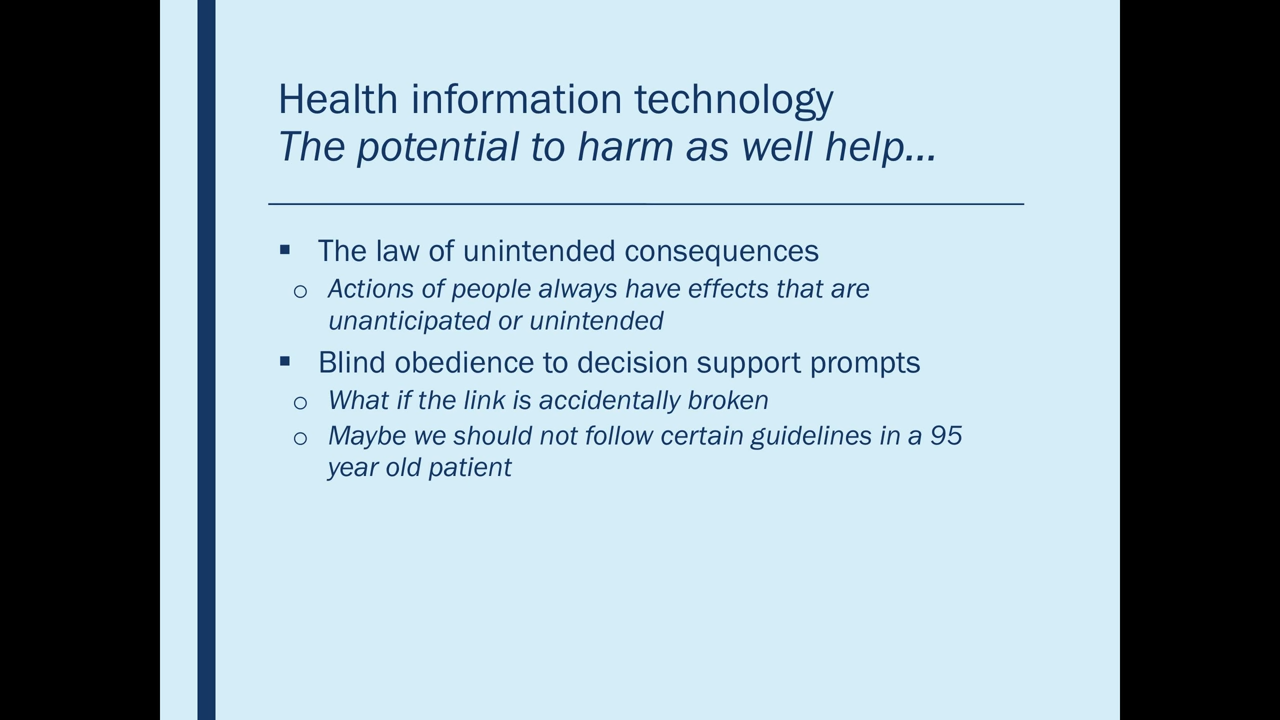 Health information technology
The potential to harm as well help...
▪ The law of unintended consequences
o Actions of people always have effects that are
unanticipated or unintended
▪ Blind obedience to decision support prompts
o What if the link is accidentally broken
o Maybe we should not follow certain guidelines in a 95
year old patient